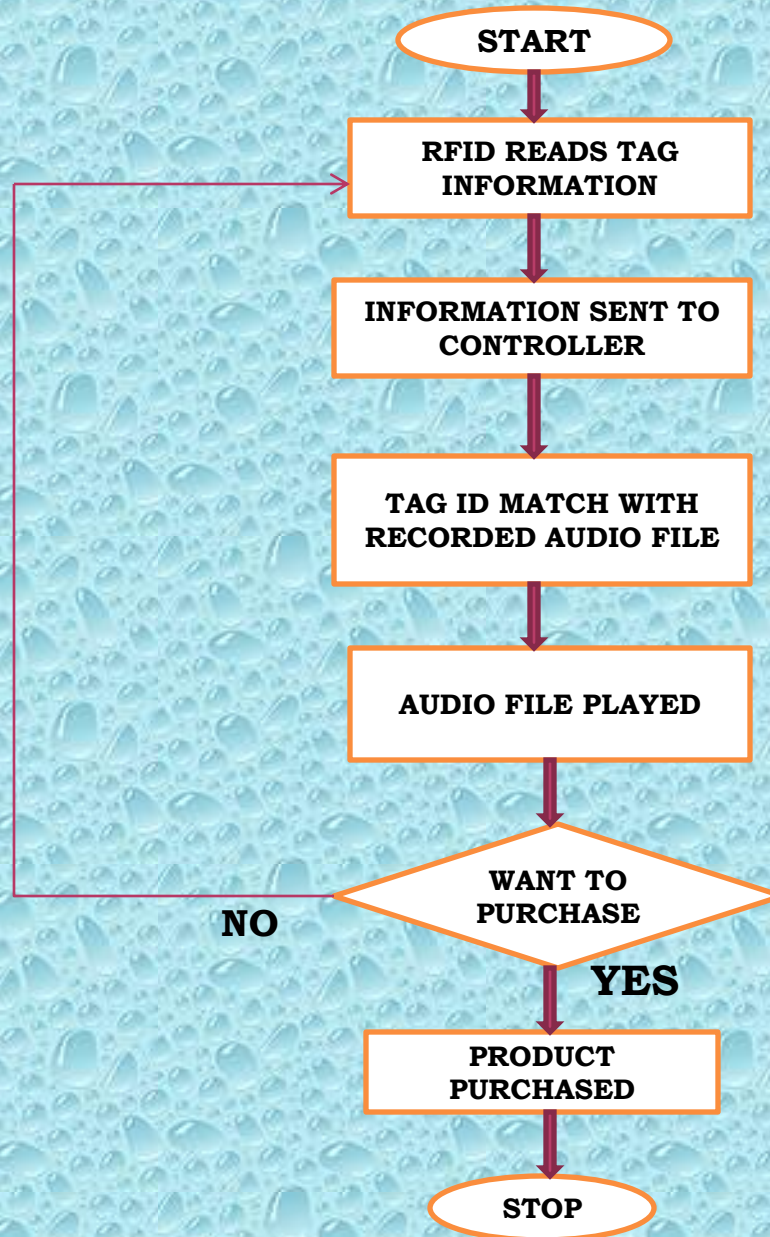 START
RFID READS TAG
INFORMATION
INFORMATION SENT TO
CONTROLLER
TAG ID MATCH WITH
RECORDED AUDIO FILE
AUDIO FILE PLAYED
WANT TO
PURCHASE
NO
YES
PRODUCT
PURCHASED
STOP